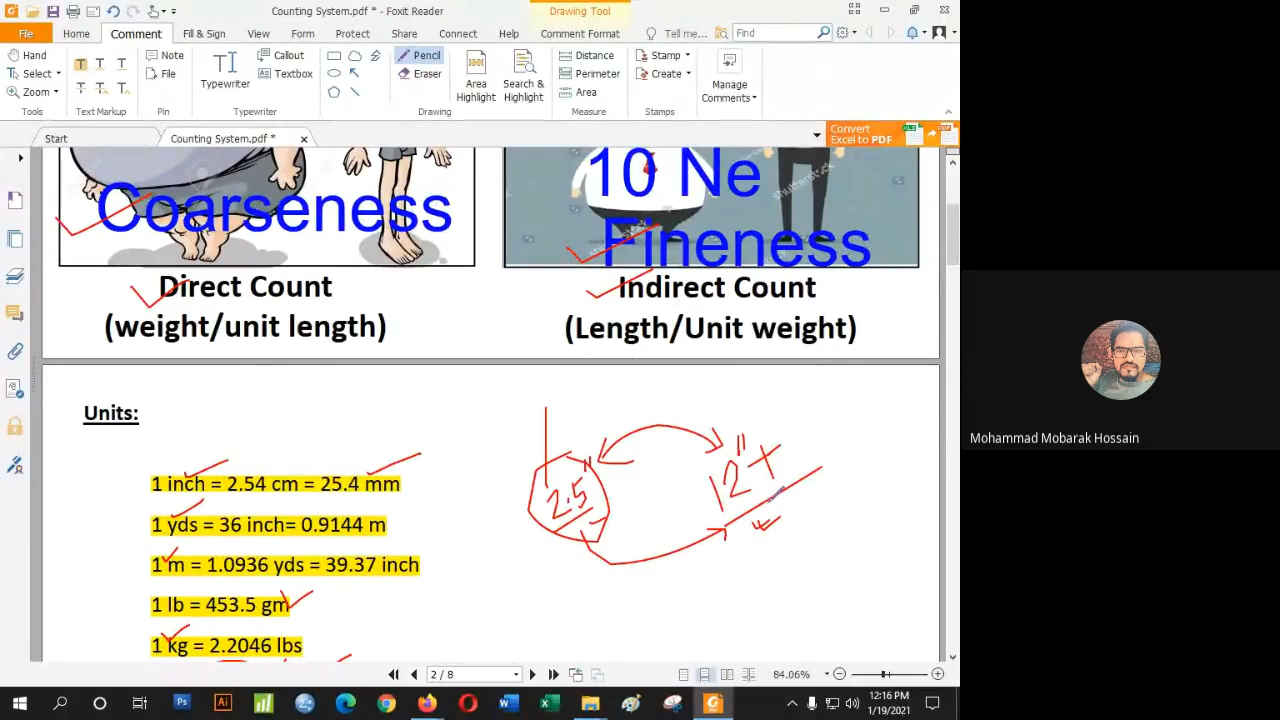 Counting System.pdf * - Foxit Reader
Drawing Tool
File Home Comment Fill & Sign View Form Protect Share Connect Help Comment Format Tell me... Find
Hand
Select
Zoom
Tools
T T T
T T T
Text Markup
Note
File
Pin
Typewriter
Callout
Textbox
Typewriter
Pencil
Eraser
Drawing
Area Highlight
Search & Highlight
Distance
Perimeter
Area
Measure
Stamp
Create
Stamps
Manage Comments
Comments
Start
Counting System.pdf *
Convert Excel to PDF
Coarseness
10 Ne
Fineness
shutterstock
Direct Count
(weight/unit length)
Indirect Count
(Length/Unit weight)
Units:
1 inch = 2.54 cm = 25.4 mm
1 yds = 36 inch= 0.9144 m
1 m = 1.0936 yds = 39.37 inch
1 lb = 453.5 gm
1 kg = 2.2046 lbs
2.5"
12"
2 / 8
84.06%
12:16 PM
1/19/2021
Mohammad Mobarak Hossain